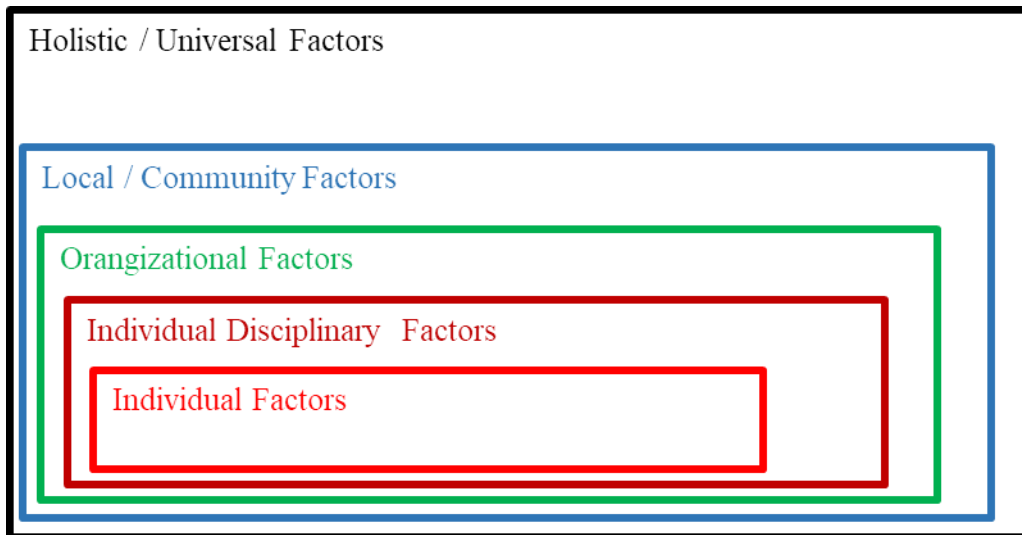 Holistic / Universal Factors
Local / Community Factors
Orangizational Factors
Individual Disciplinary Factors
Individual Factors